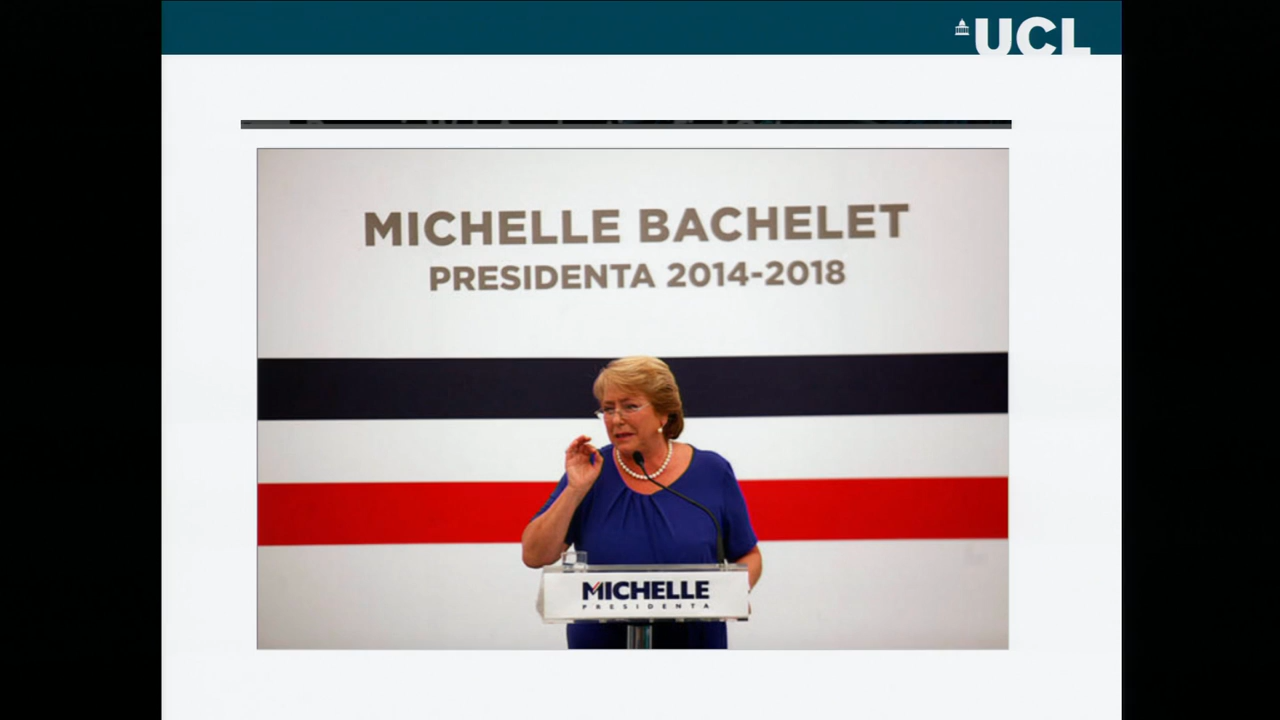 UCL
MICHELLE BACHELET
PRESIDENTA 2014-2018
MICHELLE
PRESIDENTA